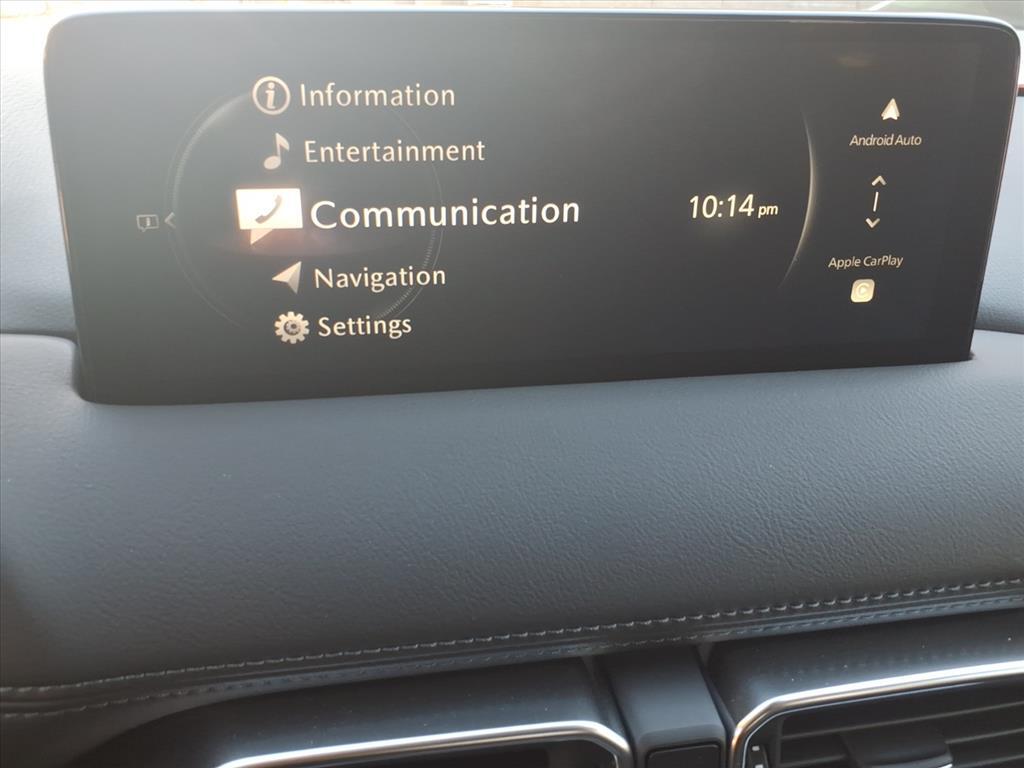 Information
Entertainment
Communication
Navigation
Settings
10:14 pm
Android Auto
Apple CarPlay